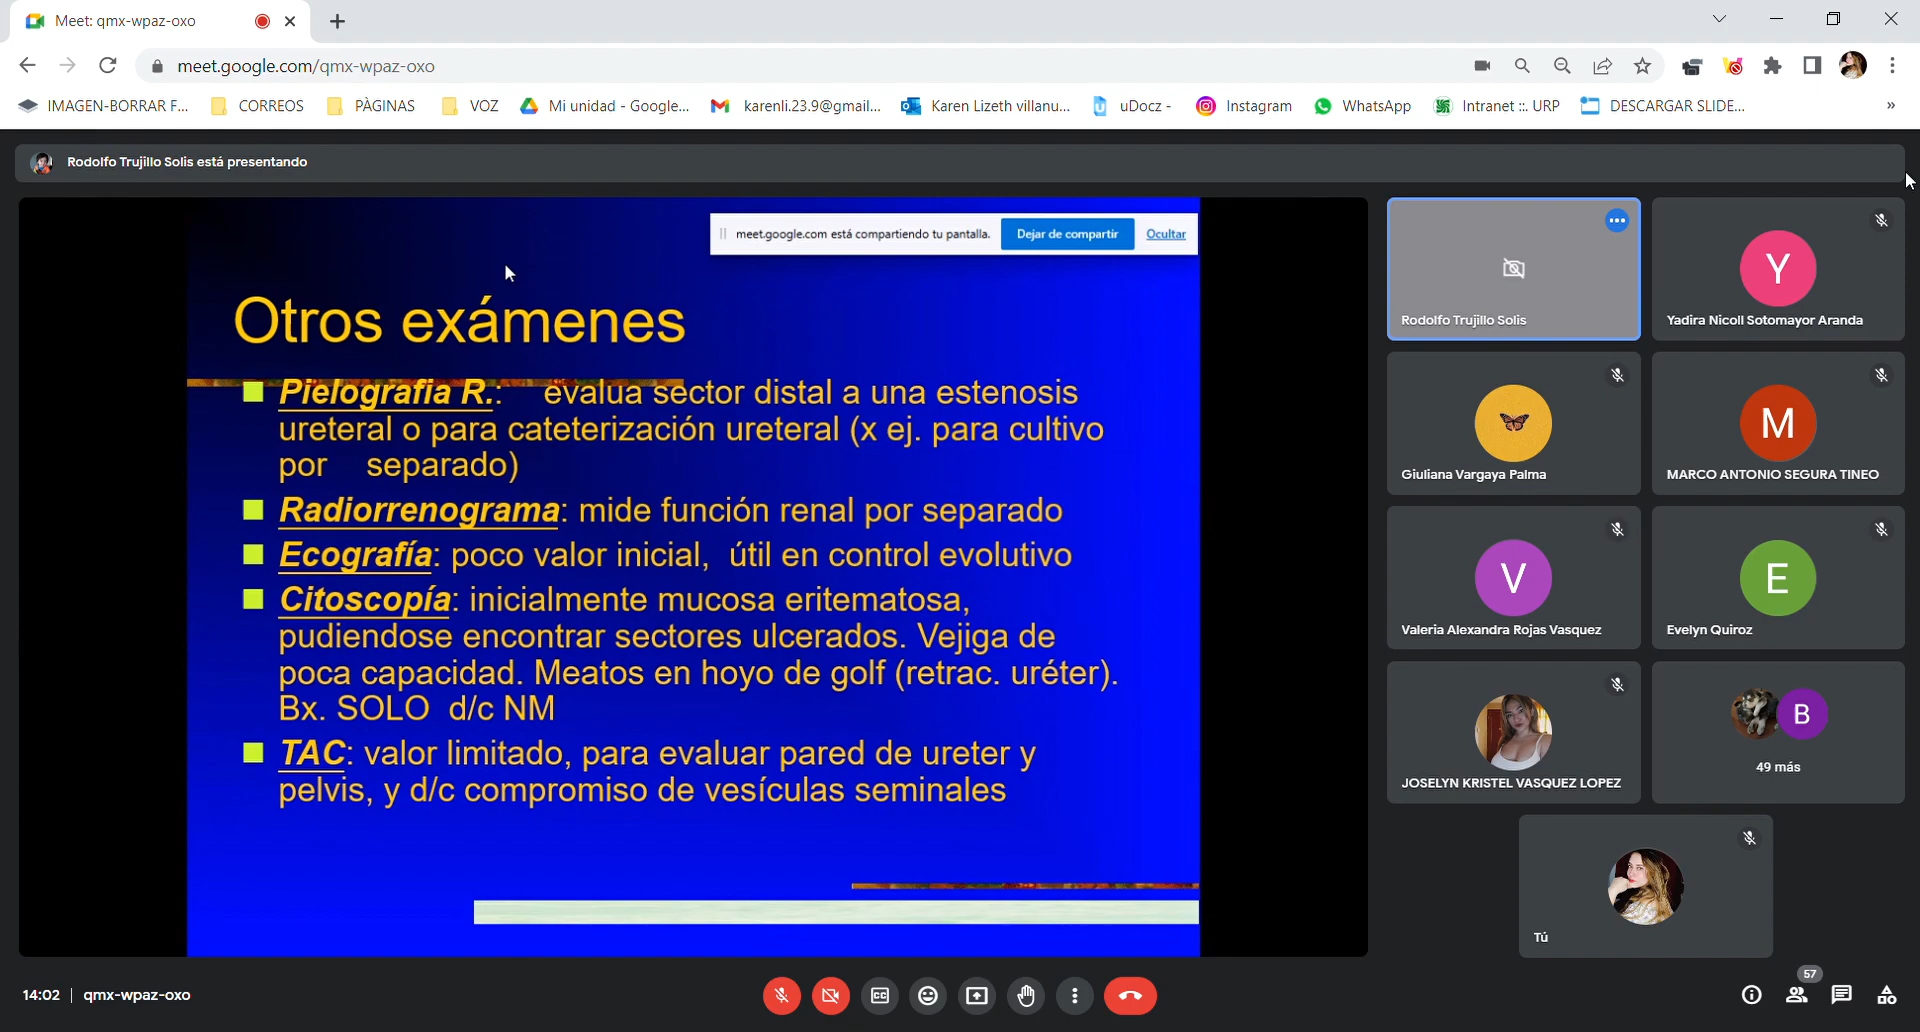 Meet: qmx-wpaz-oxo
meet.google.com/qmx-wpaz-oxo
IMAGEN-BORRAR F... CORREOS PÀGINAS VOZ Mi unidad - Google... karenli.23.9@gmail... Karen Lizeth villanu... uDocz - Instagram WhatsApp Intranet ::. URP DESCARGAR SLIDE... »
Rodolfo Trujillo Solis está presentando
meet.google.com está compartiendo tu pantalla. Dejar de compartir Ocultar
Otros exámenes
Pielografía R.: evalua sector distal a una estenosis
ureteral o para cateterización ureteral (x ej. para cultivo
por separado)
Radiorrenograma: mide función renal por separado
Ecografía: poco valor inicial, útil en control evolutivo
Citoscopía: inicialmente mucosa eritematosa,
pudiendose encontrar sectores ulcerados. Vejiga de
poca capacidad. Meatos en hoyo de golf (retrac. uréter).
Bx. SOLO d/c NM
TAC: valor limitado, para evaluar pared de ureter y
pelvis, y d/c compromiso de vesículas seminales
Rodolfo Trujillo Solis
Y
Yadira Nicoll Sotomayor Aranda
Giuliana Vargaya Palma
M
MARCO ANTONIO SEGURA TINEO
V
Valeria Alexandra Rojas Vasquez
E
Evelyn Quiroz
JOSELYN KRISTEL VASQUEZ LOPEZ
B
49 más
Tú
14:02 | qmx-wpaz-oxo
CC
57